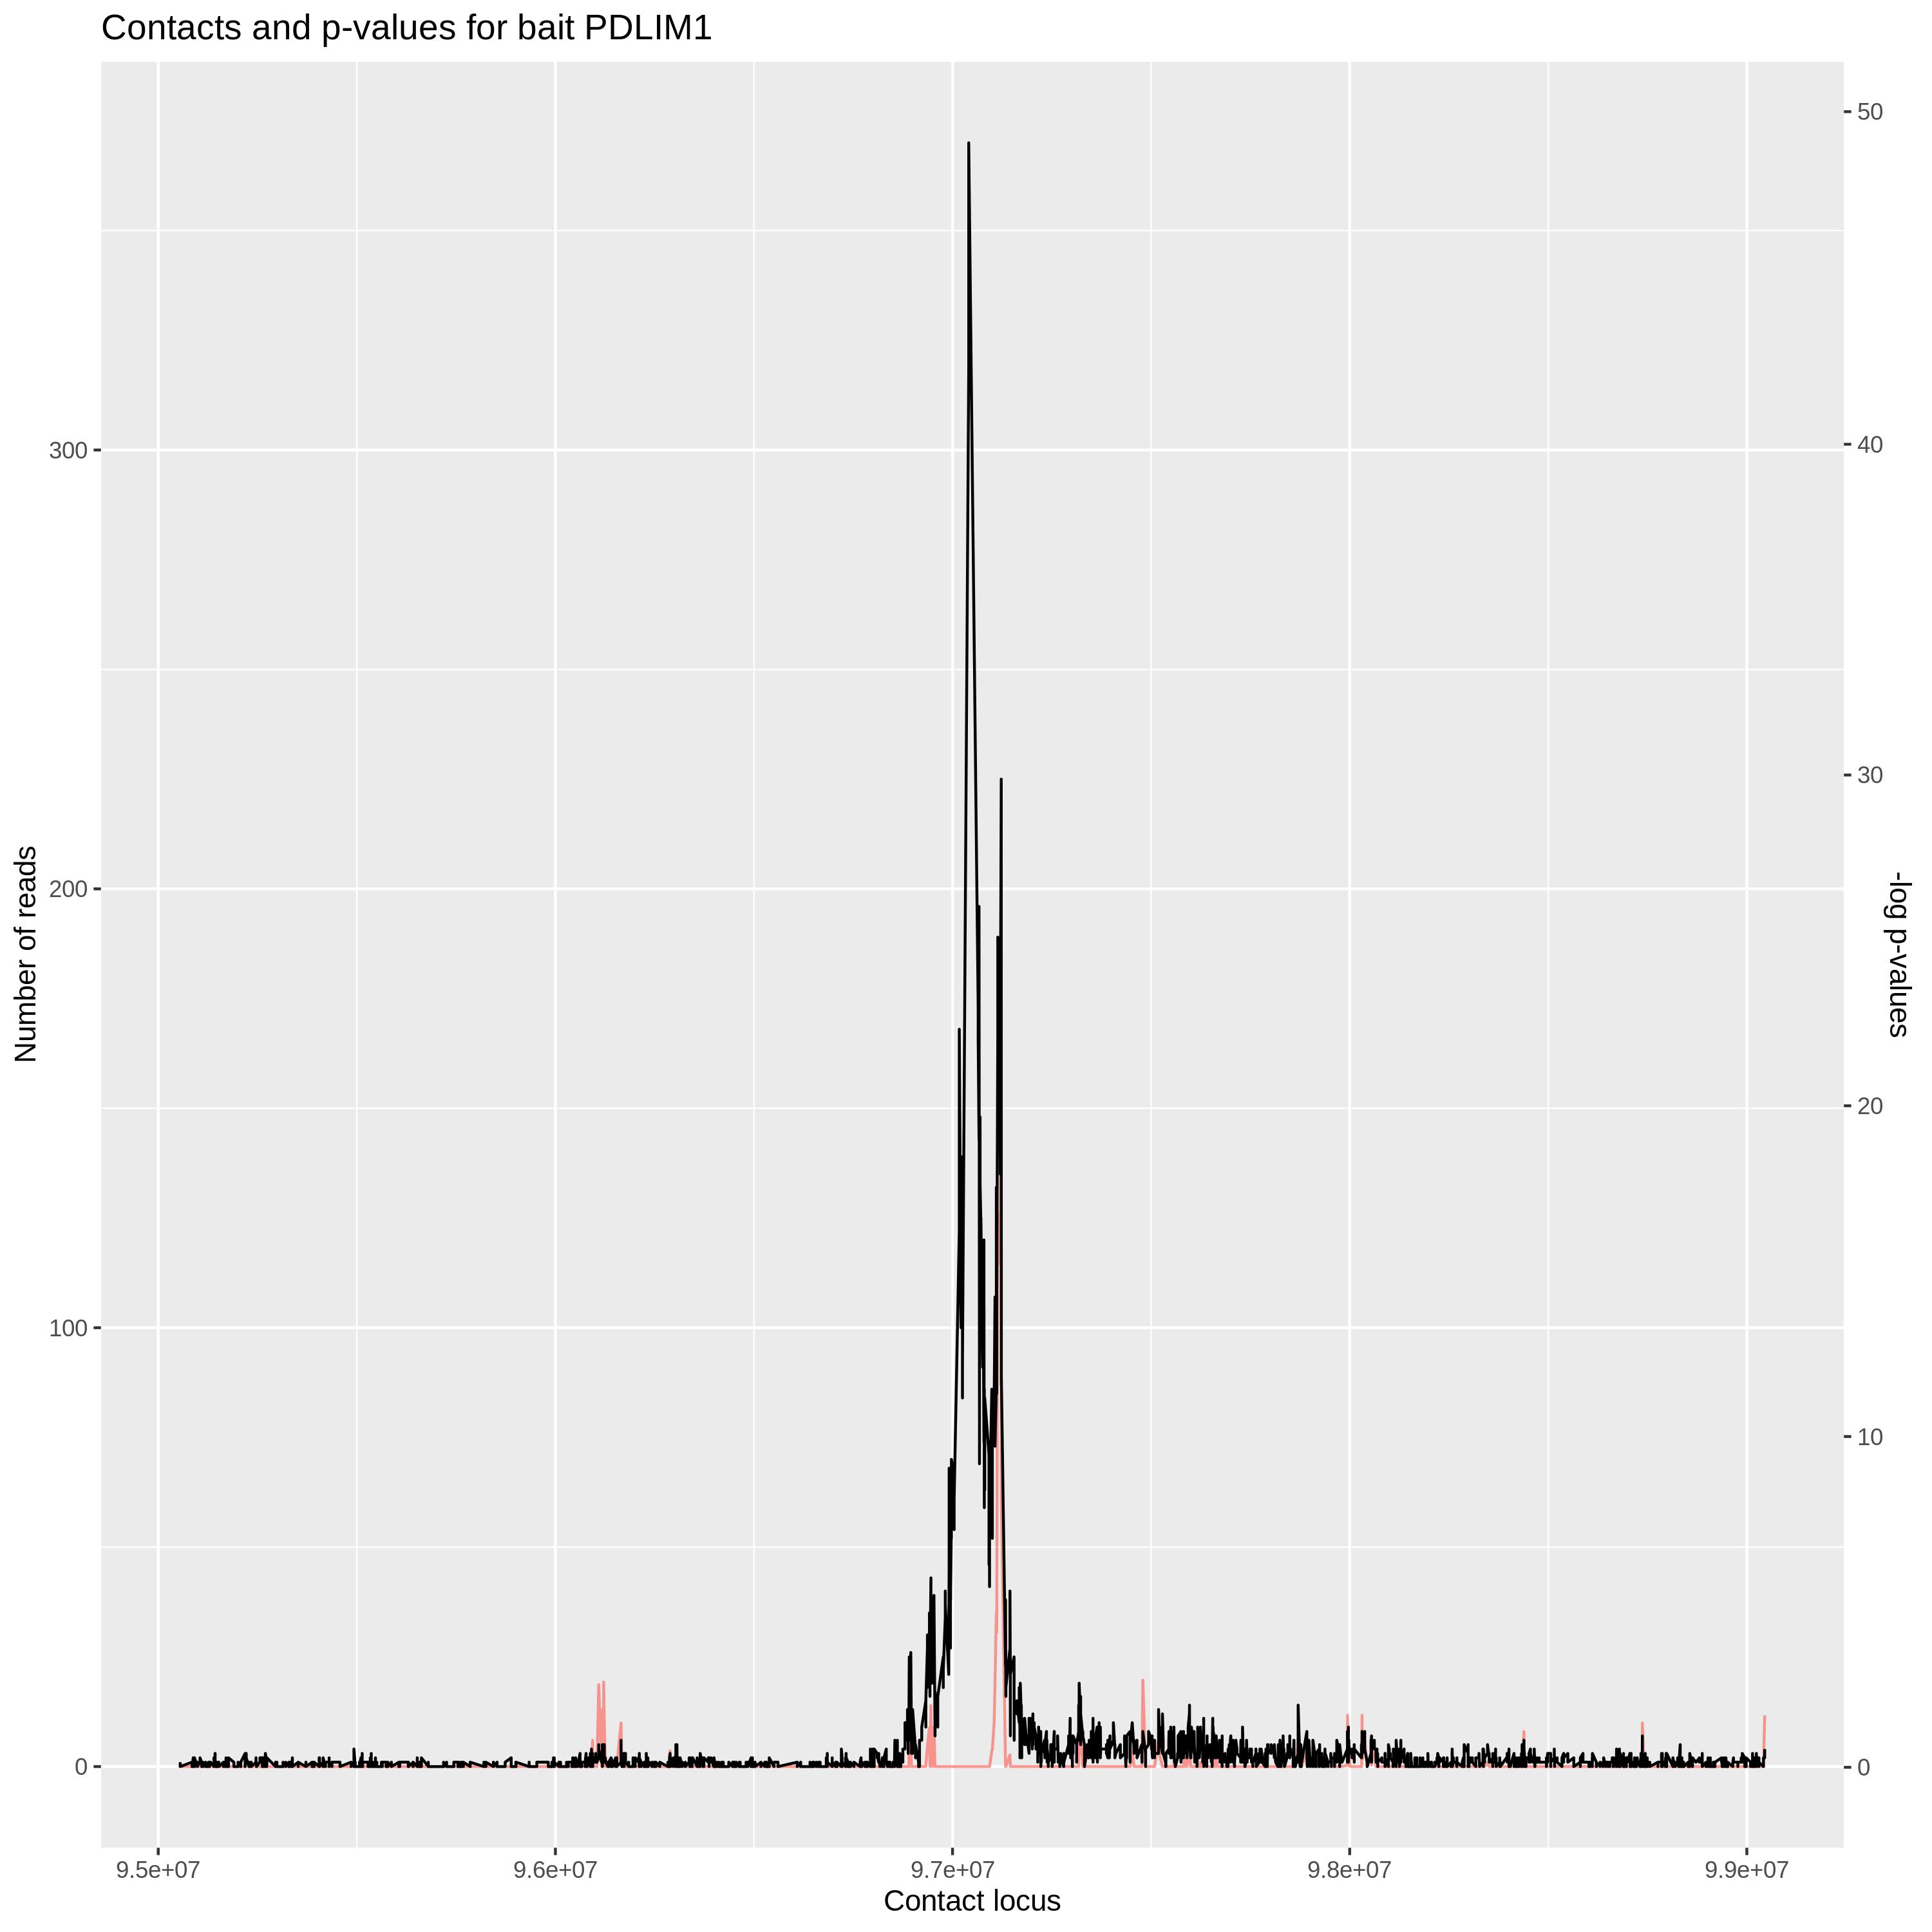 Contacts and p-values for bait PDLIM1
50
300
40
30
200
20
100
10
0
0
Number of reads
-log p-values
9.5e+07
9.6e+07
9.7e+07
9.8e+07
9.9e+07
Contact locus